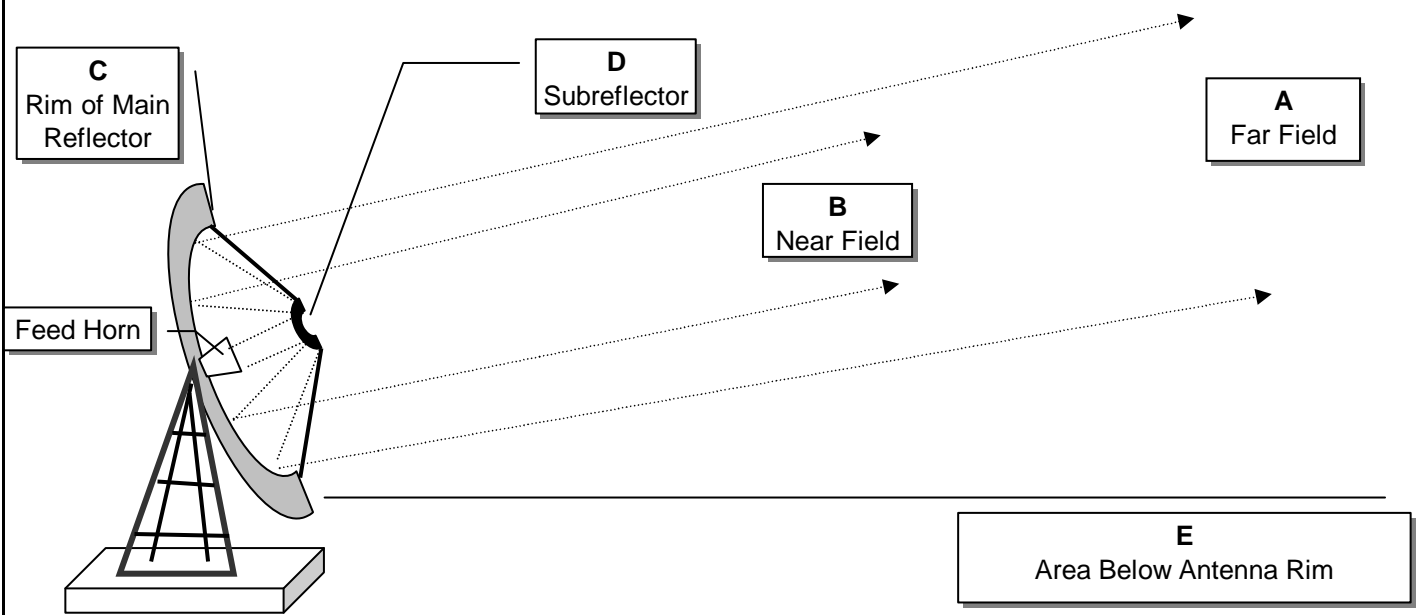 C
Rim of Main
Reflector
D
Subreflector
A
Far Field
B
Near Field
Feed Horn
E
Area Below Antenna Rim